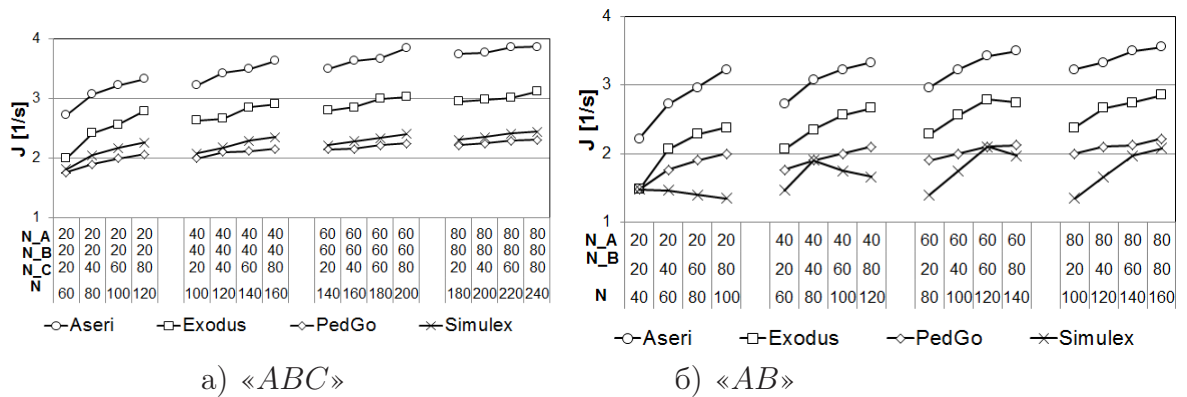 4
3
2
1
J [1/s]
N_A 20 20 20 20 40 40 40 40 60 60 60 60 80 80 80 80
N_B 20 20 20 20 40 40 40 40 60 60 60 60 80 80 80 80
N_C 20 40 60 80 20 40 60 80 20 40 60 80 20 40 60 80
N 60 80 100 120 100 120 140 160 140 160 180 200 180 200 220 240
Aseri Exodus PedGo Simulex
а) «ABC»
4
3
2
1
J [1/s]
N_A 20 20 20 20 40 40 40 40 60 60 60 60 80 80 80 80
N_B 20 40 60 80 20 40 60 80 20 40 60 80 20 40 60 80
N 40 60 80 100 60 80 100 120 80 100 120 140 100 120 140 160
Aseri Exodus PedGo Simulex
б) «AB»